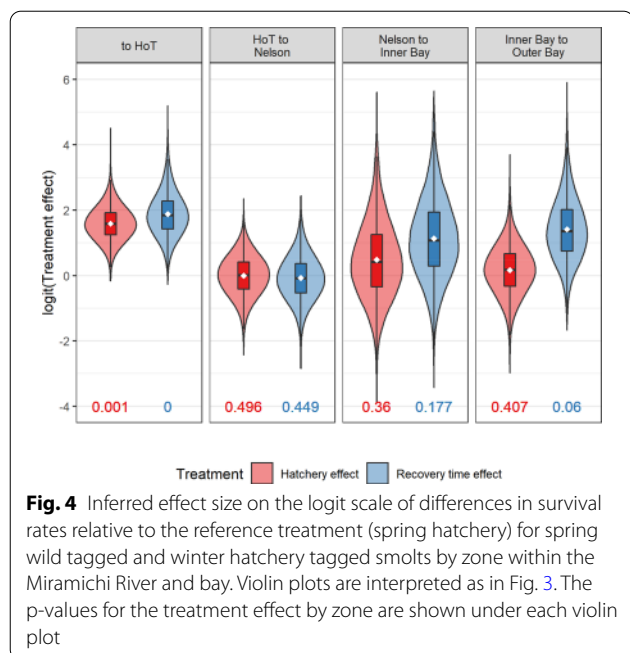 to HoT
HoT to
Nelson
Nelson to
Inner Bay
Inner Bay to
Outer Bay
logit(Treatment effect)
6
4
2
0
-2
-4
0.001 0 0.496 0.449 0.36 0.177 0.407 0.06
Treatment Hatchery effect Recovery time effect
Fig. 4 Inferred effect size on the logit scale of differences in survival
rates relative to the reference treatment (spring hatchery) for spring
wild tagged and winter hatchery tagged smolts by zone within the
Miramichi River and bay. Violin plots are interpreted as in Fig. 3. The
p-values for the treatment effect by zone are shown under each violin
plot